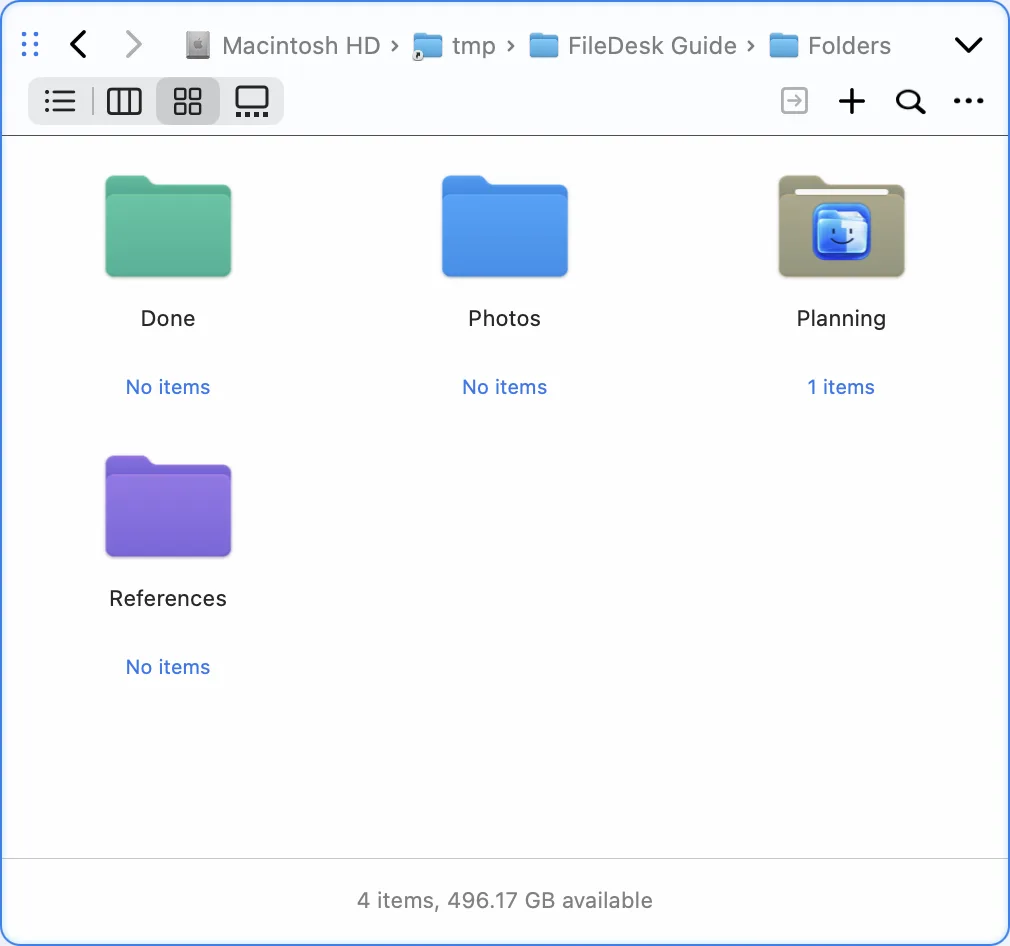 Macintosh HD › tmp › FileDesk Guide › Folders
Done
Photos
Planning
No items
No items
1 items
References
No items
4 items, 496.17 GB available